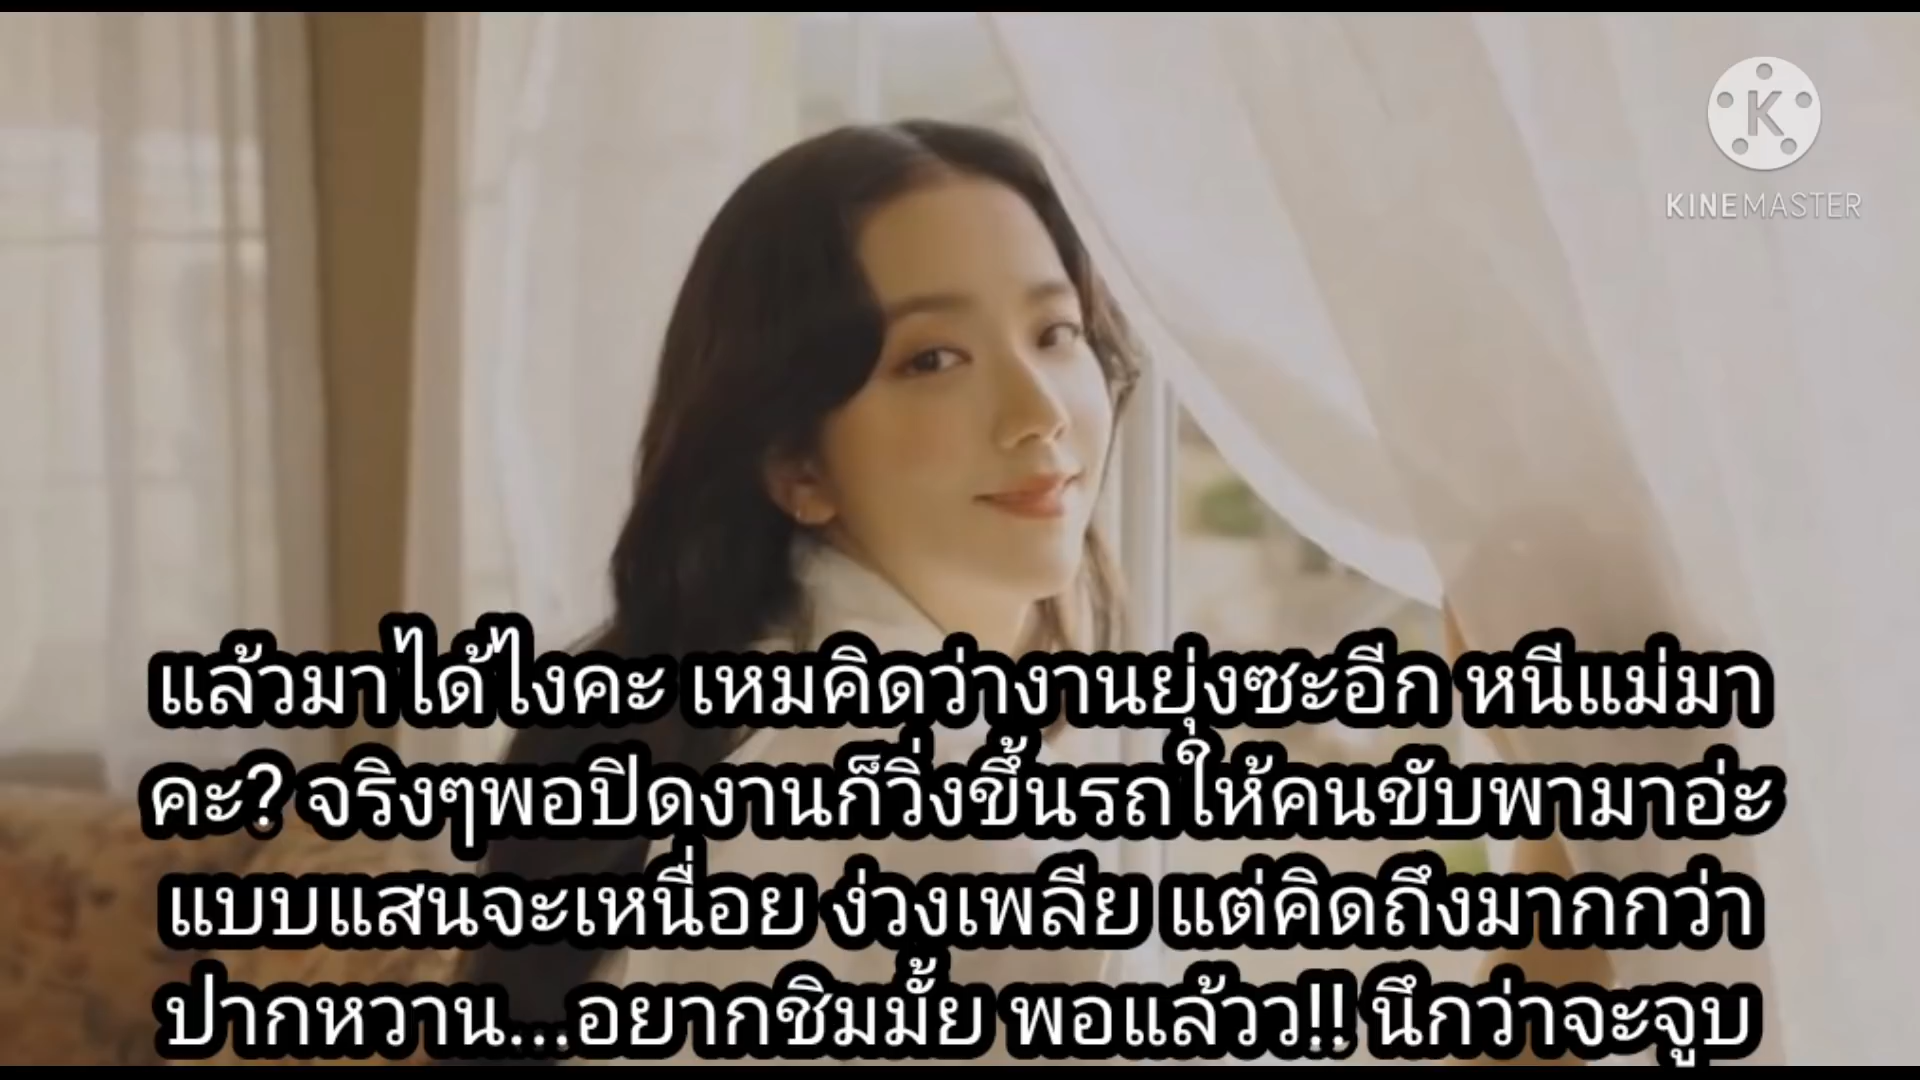 K
KINEMASTER
แล้วมาได้ไงคะ เหมคิดว่างานยุ่งซะอีก หนีแม่มา
คะ? จริงๆพอปิดงานก็วิ่งขึ้นรถให้คนขับพามาอ่ะ
แบบแสนจะเหนื่อย ง่วงเพลีย แต่คิดถึงมากกว่า
ปากหวาน...อยากชิมมั้ย พอแล้วว!! นึกว่าจะจูบ